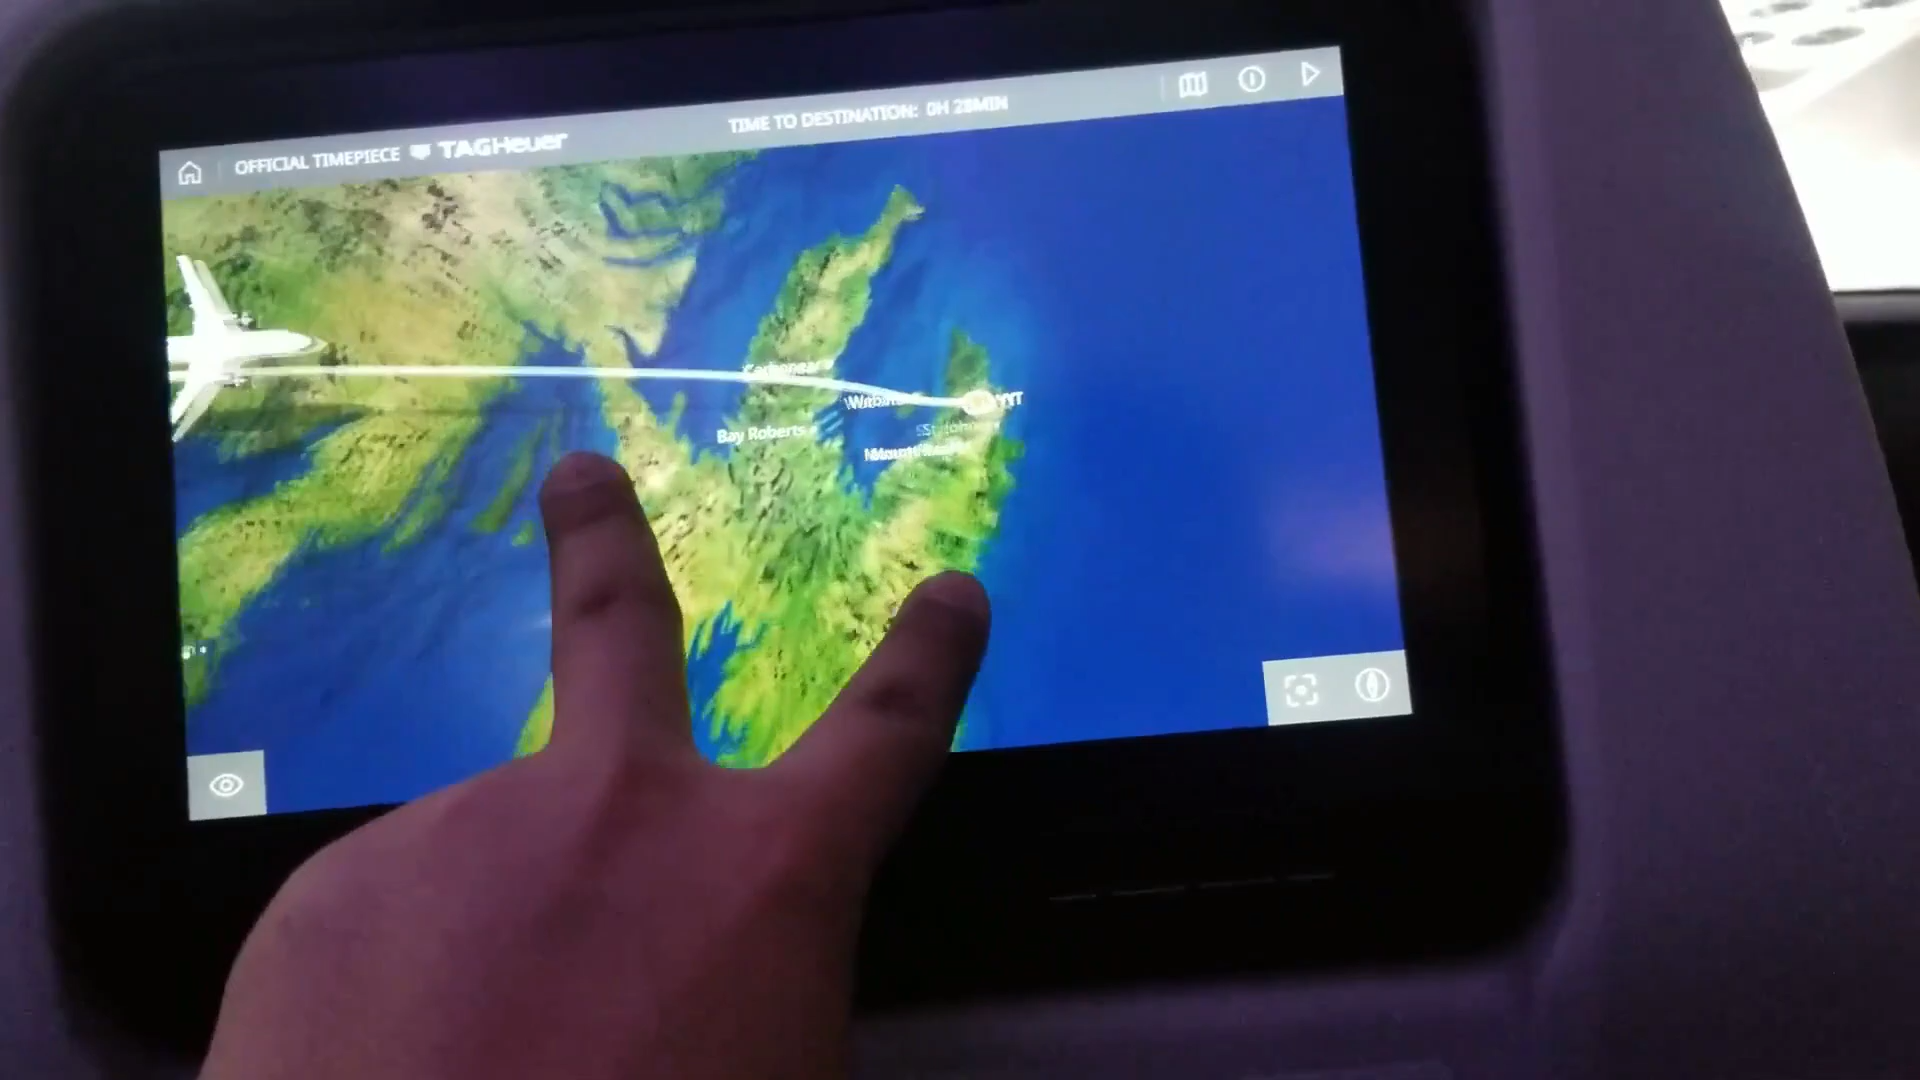 OFFICIAL TIMEPIECE TAGHeuer
TIME TO DESTINATION: 0H 28MIN
Carbonear
YYT
Bay Roberts